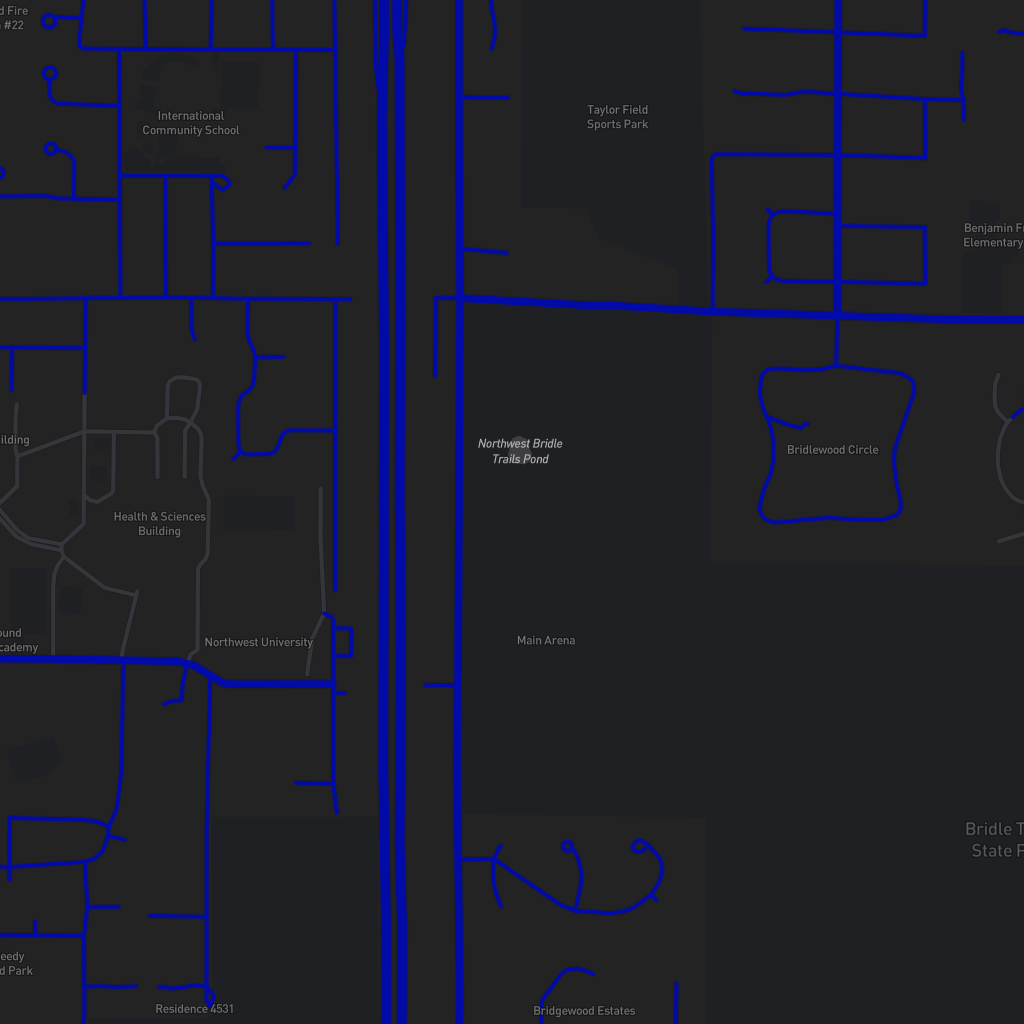 d Fire
#22
International
Community School
Taylor Field
Sports Park
Benjamin Fr
Elementary
ilding
Northwest Bridle
Trails Pond
Bridlewood Circle
Health & Sciences
Building
ound
cademy
Northwest University
Main Arena
Bridle T
State F
eedy
d Park
Residence 4531
Bridgewood Estates